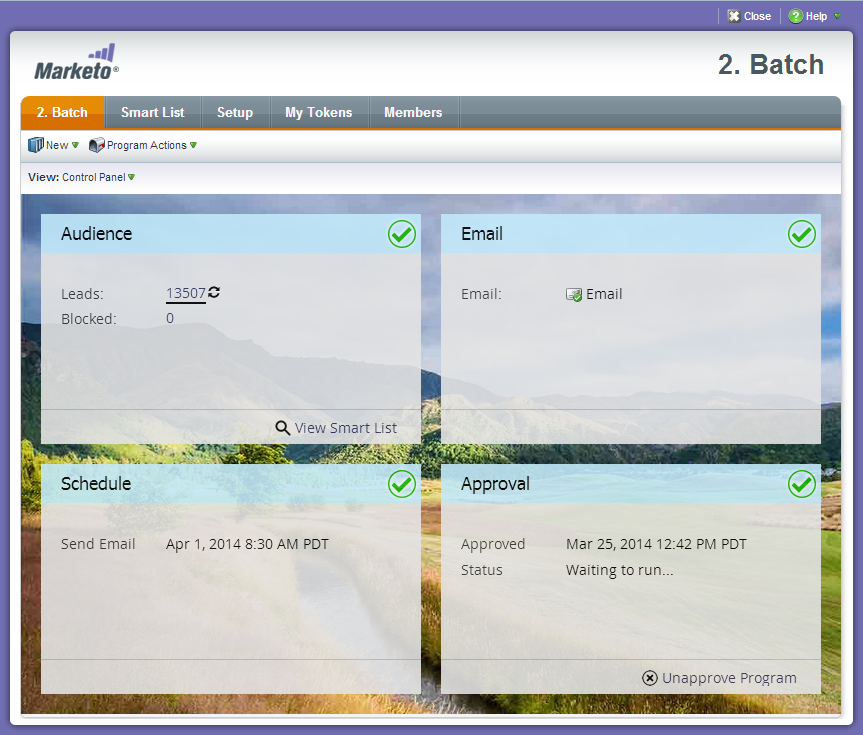 Close Help
Marketo®
2. Batch
2. Batch Smart List Setup My Tokens Members
New Program Actions
View: Control Panel
Audience
Leads: 13507
Blocked: 0
View Smart List
Email
Email: Email
Schedule
Send Email Apr 1, 2014 8:30 AM PDT
Approval
Approved Mar 25, 2014 12:42 PM PDT
Status Waiting to run...
Unapprove Program